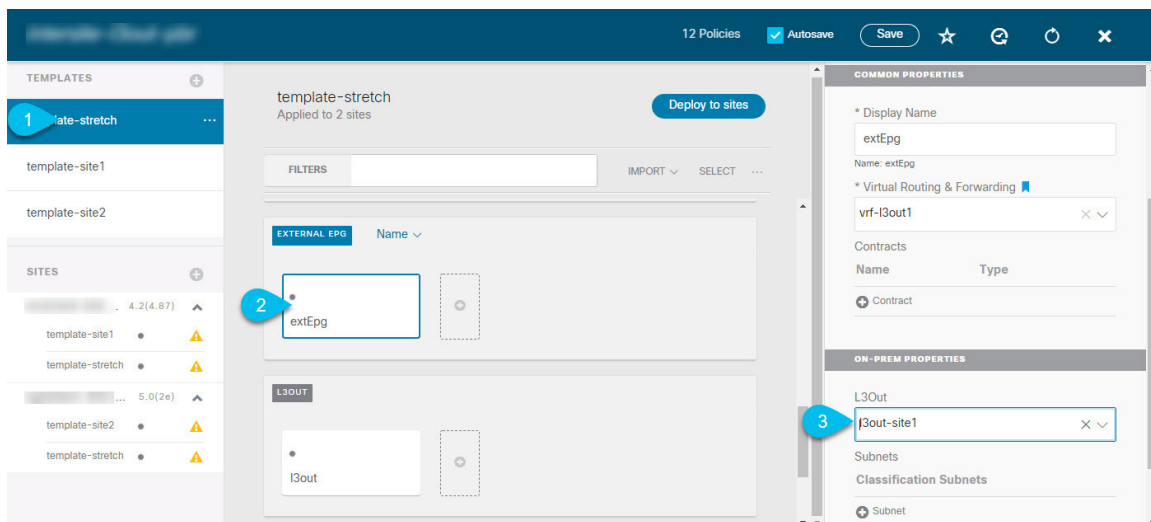 12 Policies
Autosave
Save
TEMPLATES
1
late-stretch
...
template-site1
template-site2
SITES
4.2(4.87)
template-site1
template-stretch
... 5.0(2e)
template-site2
template-stretch
template-stretch
Applied to 2 sites
Deploy to sites
FILTERS
IMPORT
SELECT
...
EXTERNAL EPG
Name
2
extEpg
L3OUT
l3out
COMMON PROPERTIES
* Display Name
extEpg
Name: extEpg
* Virtual Routing & Forwarding
vrf-l3out1
Contracts
Name Type
Contract
ON-PREM PROPERTIES
L3Out
3
l3out-site1
Subnets
Classification Subnets
Subnet